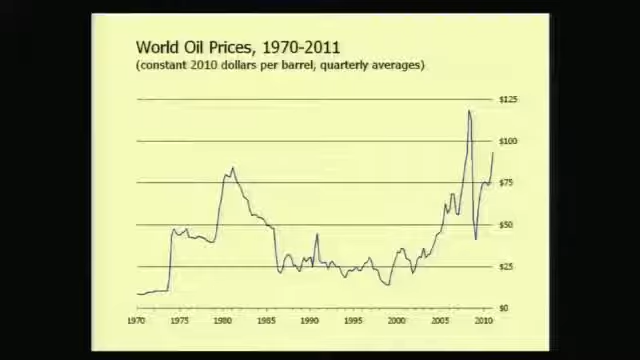 World Oil Prices, 1970-2011
(constant 2010 dollars per barrel, quarterly averages)
$125
$100
$75
$50
$25
$0
1970 1975 1980 1985 1990 1995 2000 2005 2010